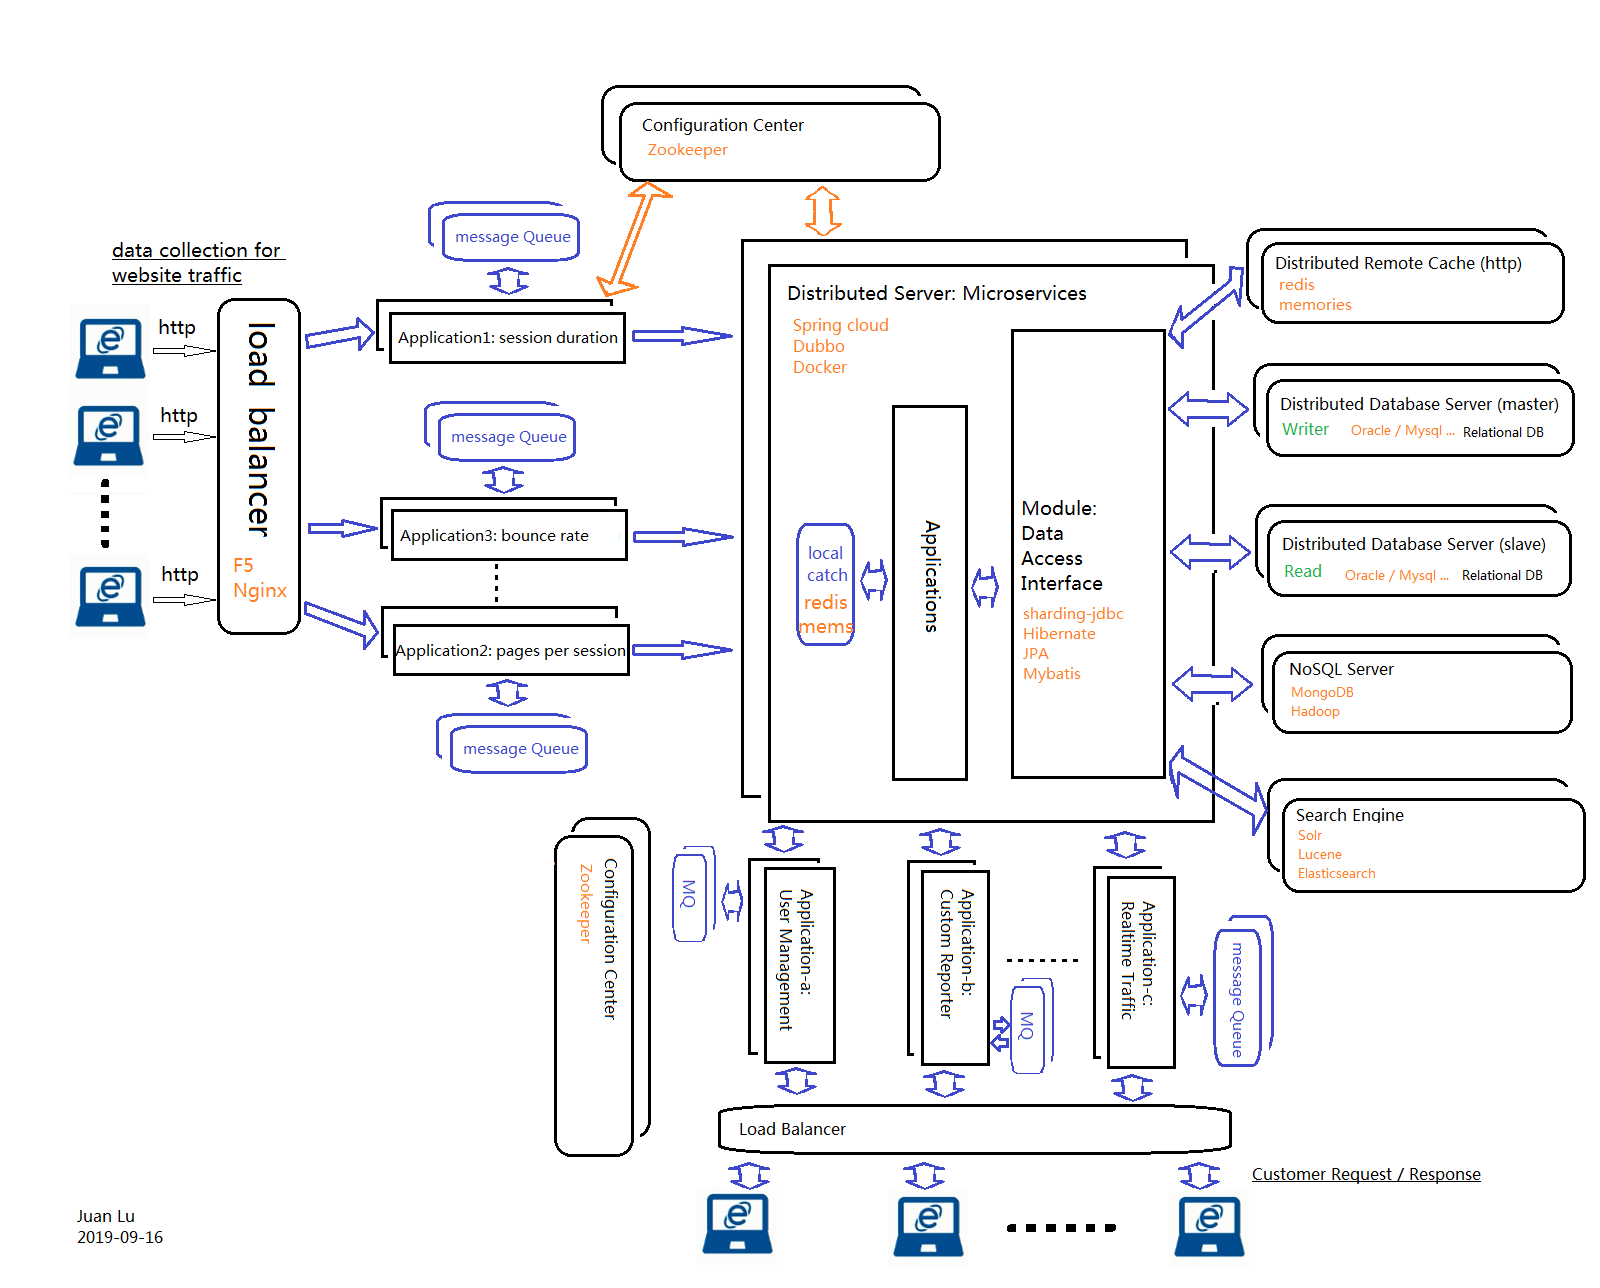 Configuration Center
Zookeeper
message Queue
data collection for
website traffic
http
http
http
load balancer
F5
Nginx
Application1: session duration
message Queue
Application3: bounce rate
Application2: pages per session
message Queue
Distributed Server: Microservices
Spring cloud
Dubbo
Docker
local
catch
redis
mems
Applications
Module:
Data
Access
Interface
sharding-jdbc
Hibernate
JPA
Mybatis
Distributed Remote Cache (http)
redis
memories
Distributed Database Server (master)
Writer Oracle / Mysql ... Relational DB
Distributed Database Server (slave)
Read Oracle / Mysql ... Relational DB
NoSQL Server
MongoDB
Hadoop
Search Engine
Solr
Lucene
Elasticsearch
Configuration Center
Zookeeper
MQ
Application-a:
User Management
Application-b:
Custom Reporter
MQ
Application-c:
Realtime Traffic
message Queue
Load Balancer
Customer Request / Response
Juan Lu
2019-09-16